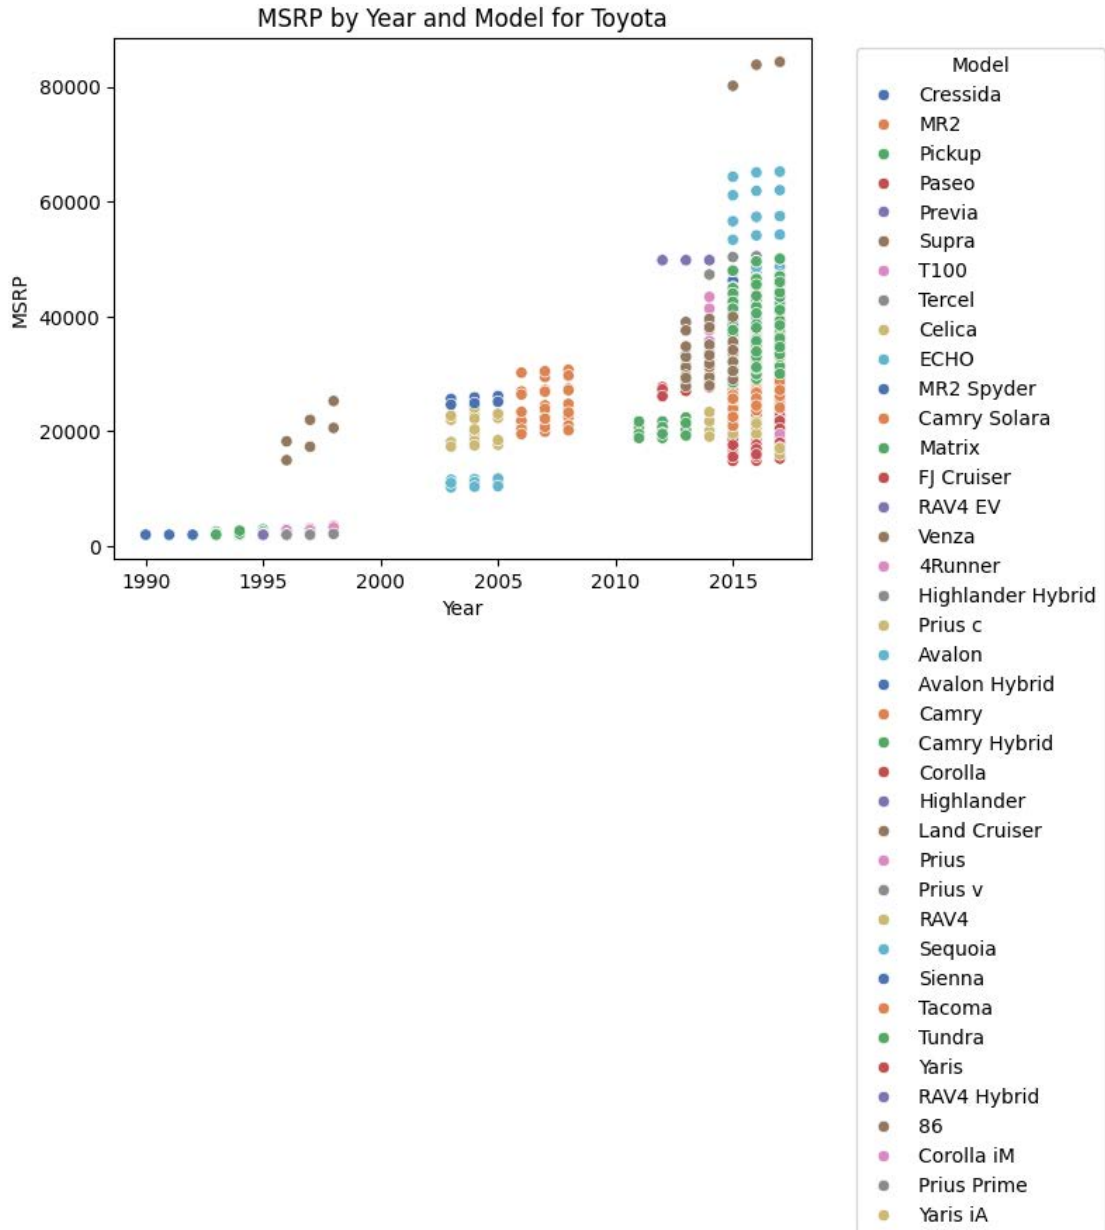 MSRP by Year and Model for Toyota
MSRP
80000
60000
40000
20000
0
1990
1995
2000
2005
2010
2015
Year
Model
Cressida
MR2
Pickup
Paseo
Previa
Supra
T100
Tercel
Celica
ECHO
MR2 Spyder
Camry Solara
Matrix
FJ Cruiser
RAV4 EV
Venza
4Runner
Highlander Hybrid
Prius c
Avalon
Avalon Hybrid
Camry
Camry Hybrid
Corolla
Highlander
Land Cruiser
Prius
Prius v
RAV4
Sequoia
Sienna
Tacoma
Tundra
Yaris
RAV4 Hybrid
86
Corolla iM
Prius Prime
Yaris iA